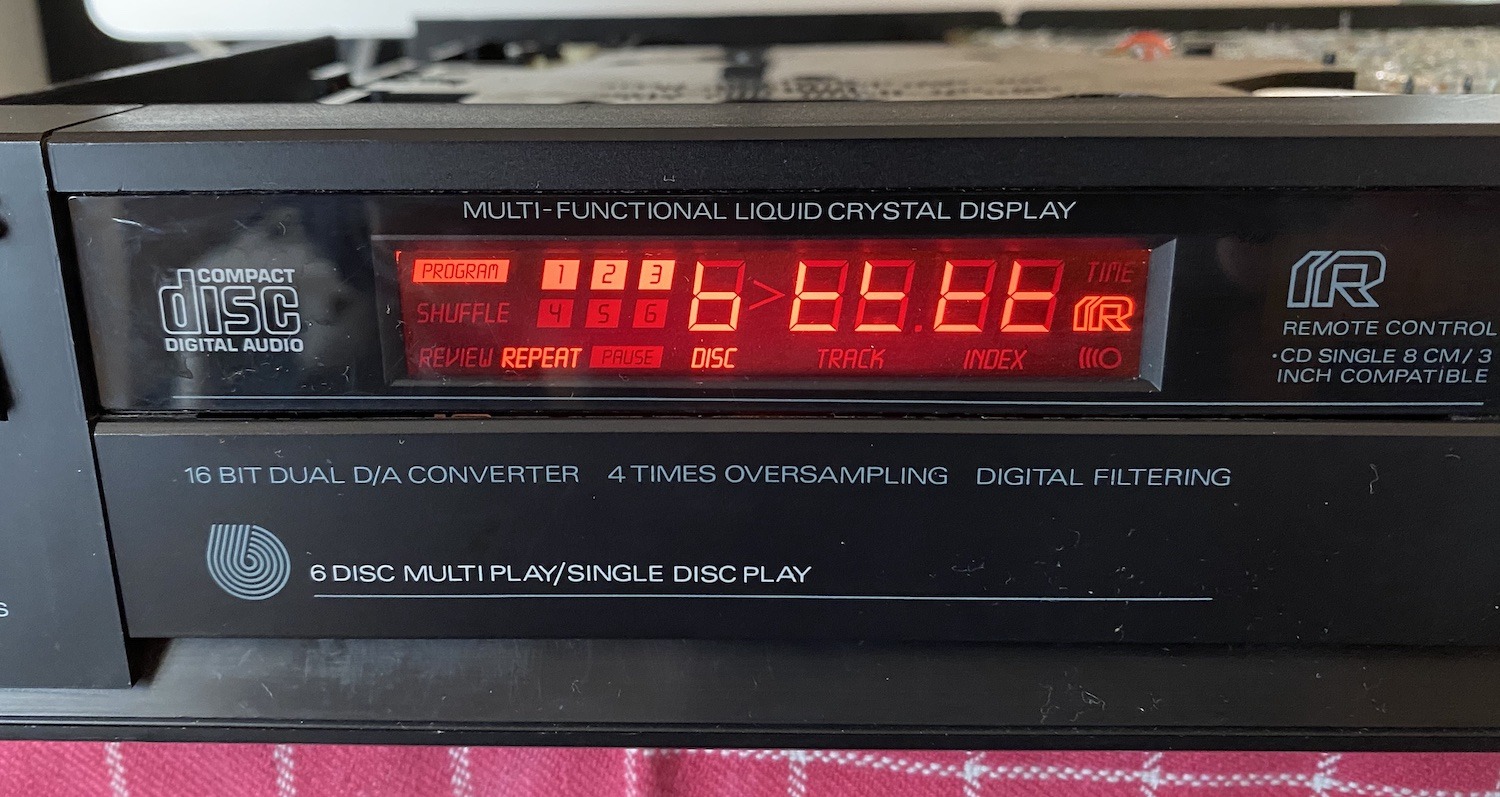 MULTI-FUNCTIONAL LIQUID CRYSTAL DISPLAY
COMPACT
disc
DIGITAL AUDIO
PROGRAM 1 2 3
SHUFFLE 4 5 6
REVIEW REPEAT PAUSE DISC TRACK INDEX
b >
TIME
IR
IR
REMOTE CONTROL
•CD SINGLE 8 CM/3
INCH COMPATIBLE
16 BIT DUAL D/A CONVERTER 4 TIMES OVERSAMPLING DIGITAL FILTERING
6 DISC MULTI PLAY/SINGLE DISC PLAY
S